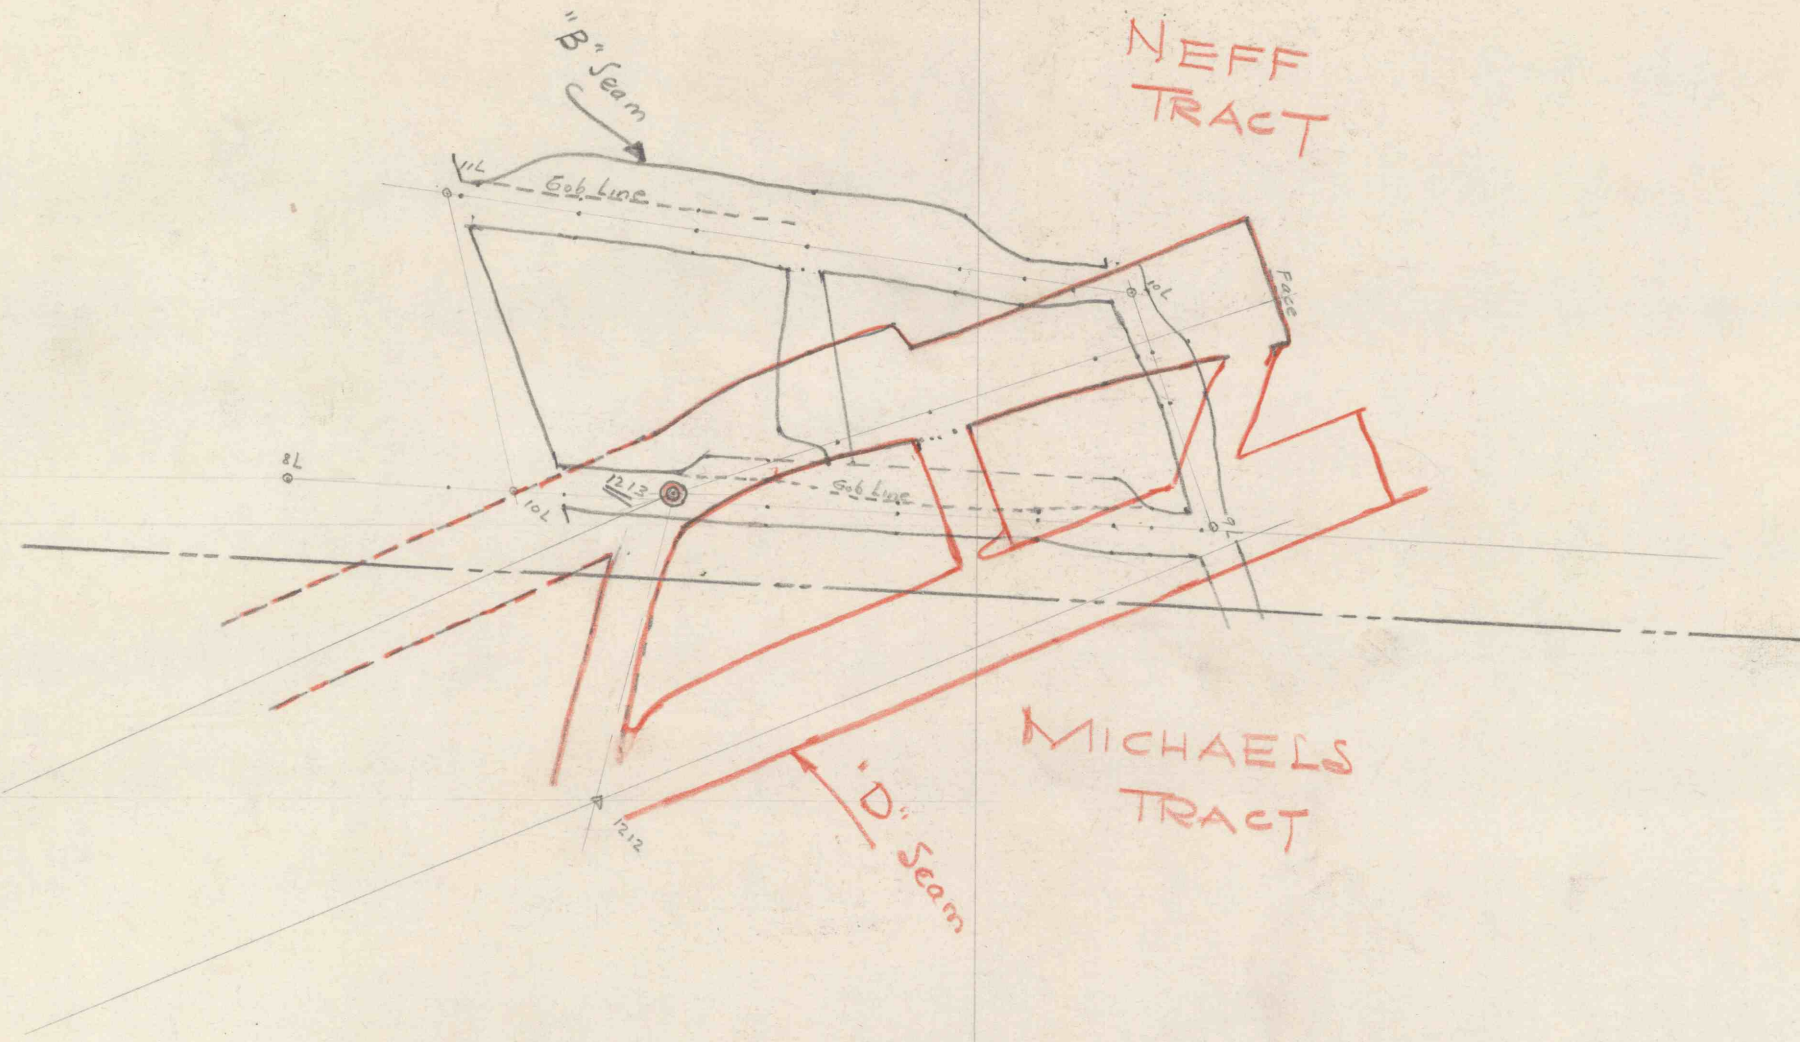 NEFF
TRACT
"B" Seam
11L
Gob Line
10L
Face
8L
1213
10L
Gob Line
9L
MICHAELS
TRACT
"D" Seam
1212